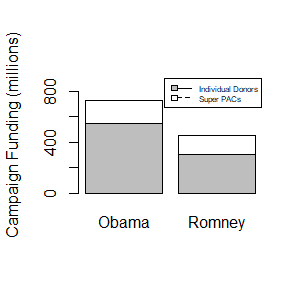 Campaign Funding (millions)
800
400
0
Individual Donors
Super PACs
Obama
Romney